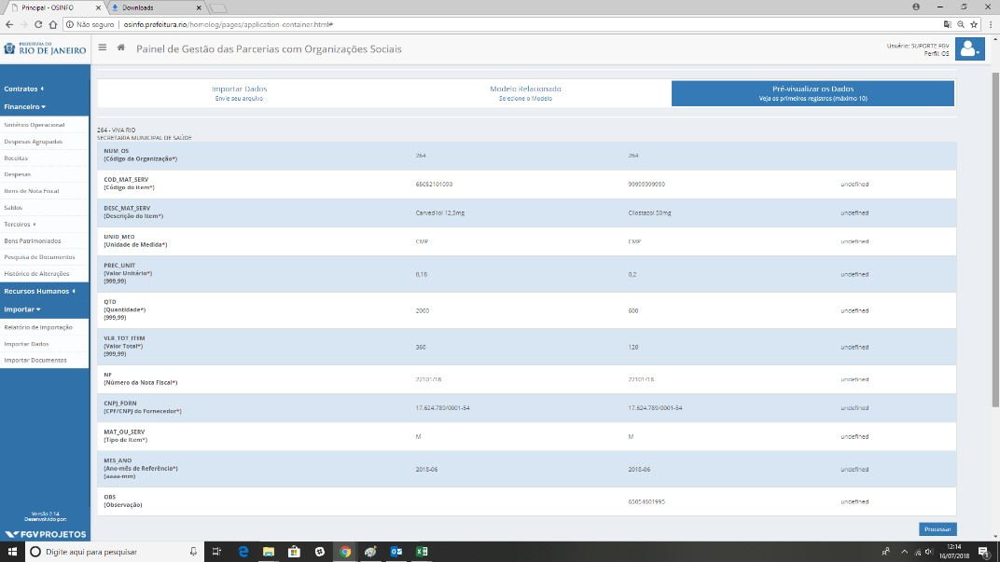 Principal - OSINFO
Downloads
Não seguro
osinfo.prefeitura.rio/homolog/pages/application-container.html#
PREFEITURA DO
RIO DE JANEIRO
Painel de Gestão das Parcerias com Organizações Sociais
Usuário: SUPORTE FGV
Perfil: OS
Contratos
Financeiro
Sintético Operacional
Despesas Agrupadas
Receitas
Despesas
Itens de Nota Fiscal
Saldos
Terceiros
Bens Patrimoniados
Pesquisa de Documentos
Histórico de Alterações
Recursos Humanos
Importar
Relatório de Importação
Importar Dados
Importar Documentos
Versão 2.14
Desenvolvido por:
FGV PROJETOS
Importar Dados
Envie seu arquivo
Modelo Relacionado
Selecione o Modelo
Pré-visualizar os Dados
Veja os primeiros registros (máximo 10)
264 - VIVA RIO
SECRETARIA MUNICIPAL DE SAÚDE
NUM_OS
(Código da Organização*)
264 264
COD_MAT_SERV
(Código do item*)
65052101090 99999999999 undefined
DESC_MAT_SERV
(Descrição do Item*)
Carvedilol 12,5mg Cilostazol 50mg undefined
UNID_MED
(Unidade de Medida*)
CMP CMP undefined
PREC_UNIT
(Valor Unitário*)
(999,99)
0,18 0,2 undefined
QTD
(Quantidade*)
(999,99)
2000 600 undefined
VLR_TOT_ITEM
(Valor Total*)
(999,99)
360 120 undefined
NF
(Número da Nota Fiscal*)
22101/18 22101/18 undefined
CNPJ_FORN
(CPF/CNPJ do Fornecedor*)
17.624.789/0001-54 17.624.789/0001-54 undefined
MAT_OU_SERV
(Tipo de Item*)
M M undefined
MES_ANO
(Ano-mês de Referência*)
(aaaa-mm)
2018-06 2018-06 undefined
OBS
(Observação)
65054601995 undefined
Processar
Digite aqui para pesquisar
12:14
16/07/2018